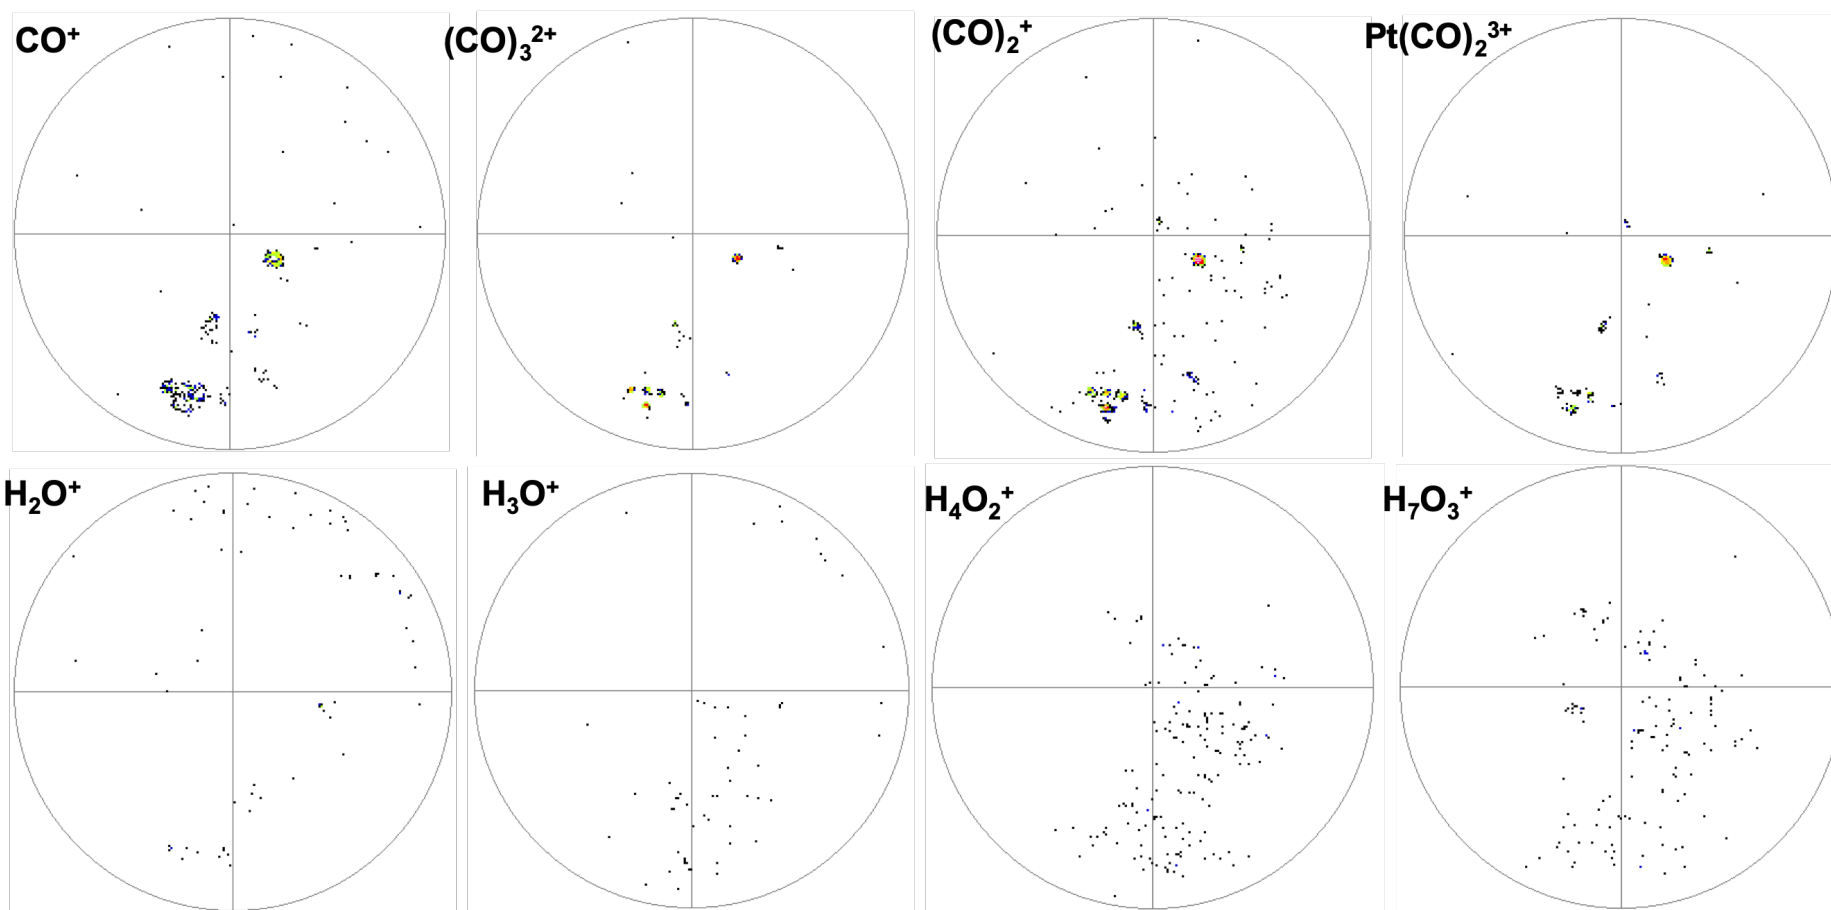 CO⁺
(CO)₃²⁺
(CO)₂⁺
Pt(CO)₂³⁺
H₂O⁺
H₃O⁺
H₄O₂⁺
H₇O₃⁺